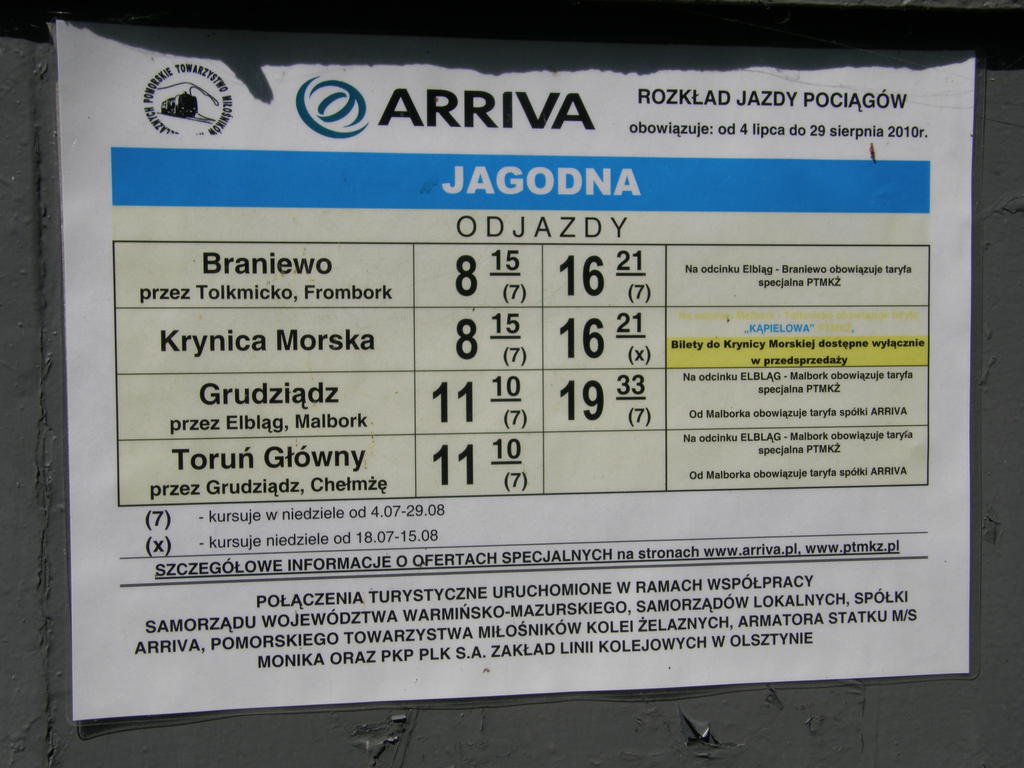 POMORSKIE TOWARZYSTWO MIŁOŚNIKÓW
ARRIVA
ROZKŁAD JAZDY POCIĄGÓW
obowiązuje: od 4 lipca do 29 sierpnia 2010r.
JAGODNA
ODJAZDY
Braniewo
przez Tolkmicko, Frombork
8 15 (7)
16 21 (7)
Na odcinku Elbląg - Braniewo obowiązuje taryfa
specjalna PTMKŻ
Krynica Morska
8 15 (7)
16 21 (x)
Na odcinku Malbork - Tolkmicko obowiązuje taryfa
„KĄPIELOWA” PTMKŻ,
Bilety do Krynicy Morskiej dostępne wyłącznie
w przedsprzedaży
Grudziądz
przez Elbląg, Malbork
11 10 (7)
19 33 (7)
Na odcinku ELBLĄG - Malbork obowiązuje taryfa
specjalna PTMKŻ
Od Malborka obowiązuje taryfa spółki ARRIVA
Toruń Główny
przez Grudziądz, Chełmżę
11 10 (7)
Na odcinku ELBLĄG - Malbork obowiązuje taryfa
specjalna PTMKŻ
Od Malborka obowiązuje taryfa spółki ARRIVA
(7) - kursuje w niedziele od 4.07-29.08
(x) - kursuje niedziele od 18.07-15.08
SZCZEGÓŁOWE INFORMACJE O OFERTACH SPECJALNYCH na stronach www.arriva.pl, www.ptmkz.pl
POŁĄCZENIA TURYSTYCZNE URUCHOMIONE W RAMACH WSPÓŁPRACY
SAMORZĄDU WOJEWÓDZTWA WARMIŃSKO-MAZURSKIEGO, SAMORZĄDÓW LOKALNYCH, SPÓŁKI
ARRIVA, POMORSKIEGO TOWARZYSTWA MIŁOŚNIKÓW KOLEI ŻELAZNYCH, ARMATORA STATKU M/S
MONIKA ORAZ PKP PLK S.A. ZAKŁAD LINII KOLEJOWYCH W OLSZTYNIE